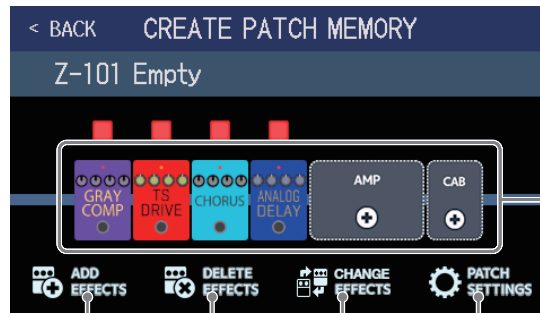 < BACK CREATE PATCH MEMORY
Z-101 Empty
GRAY
COMP
TS
DRIVE
CHORUS
ANALOG
DELAY
AMP
CAB
ADD
EFFECTS
DELETE
EFFECTS
CHANGE
EFFECTS
PATCH
SETTINGS